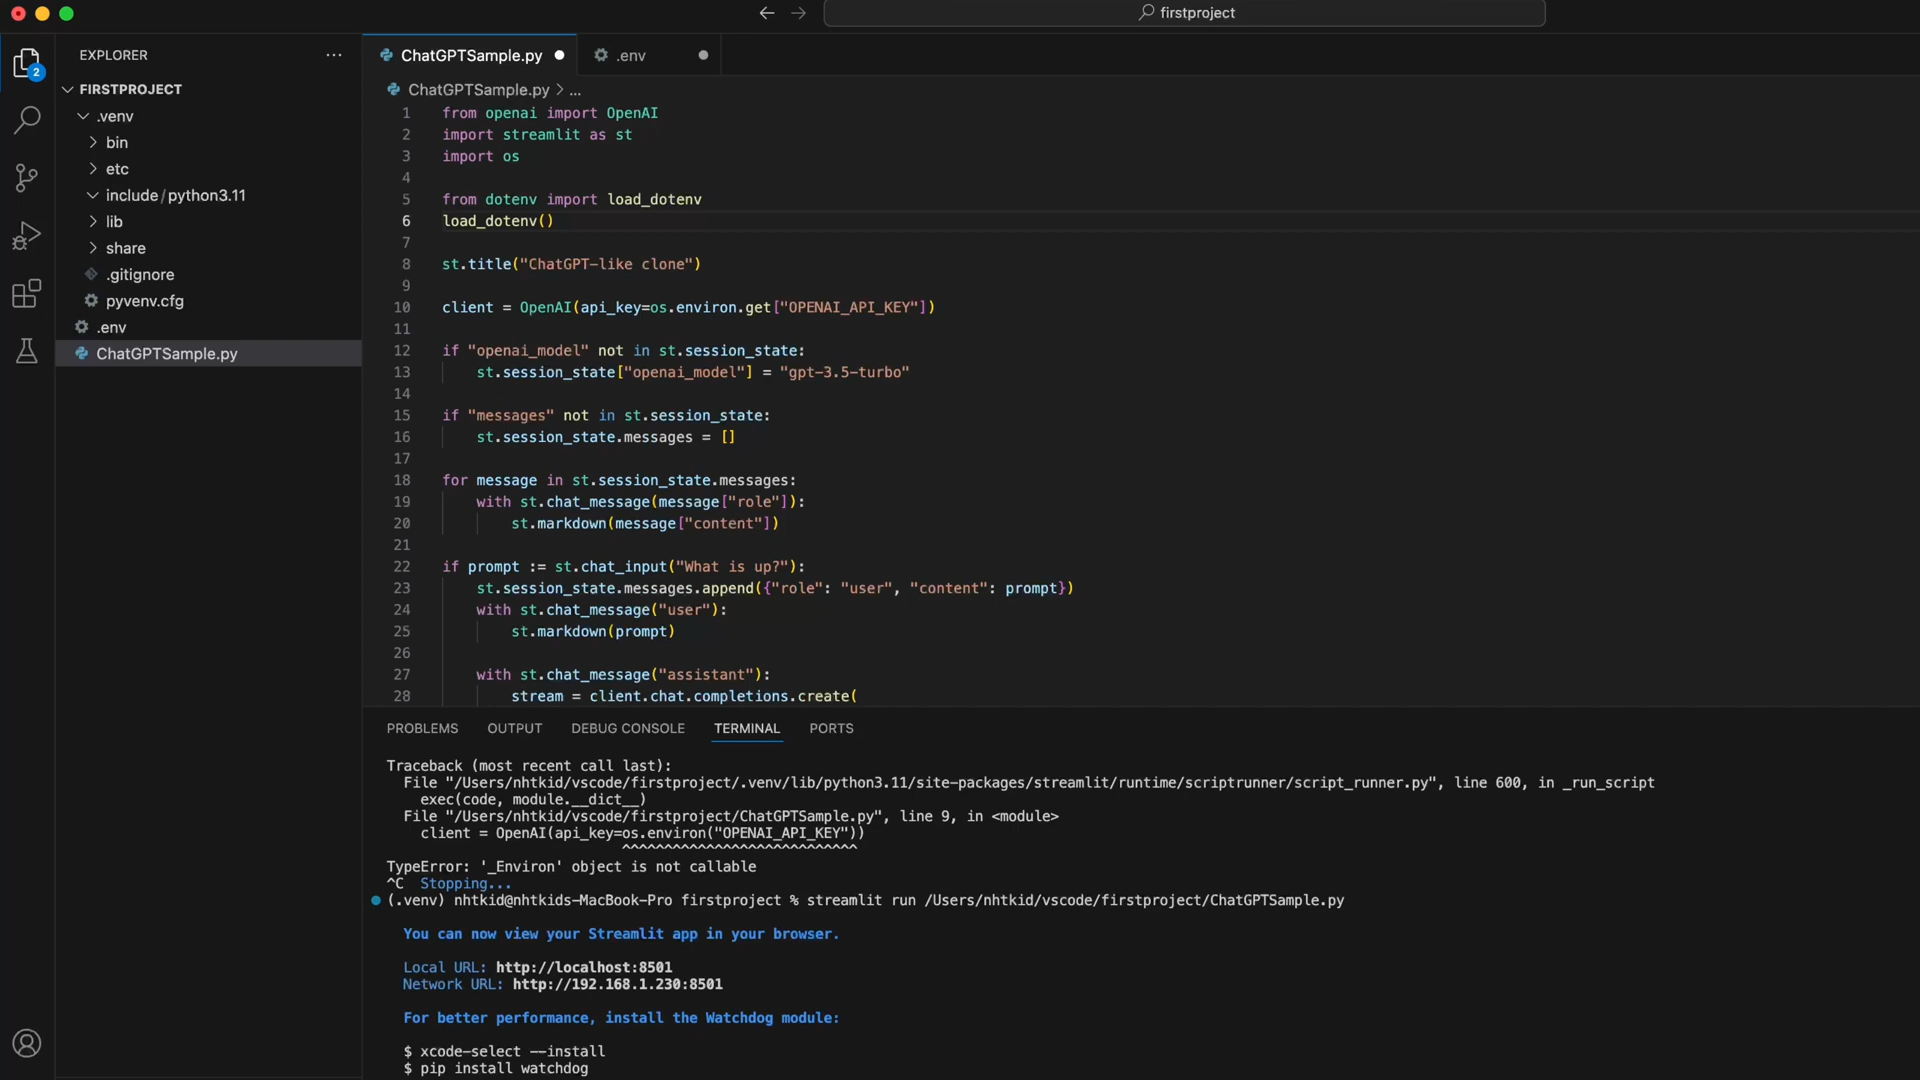 firstproject
2
EXPLORER
...
FIRSTPROJECT
.venv
bin
etc
include/python3.11
lib
share
.gitignore
pyvenv.cfg
.env
ChatGPTSample.py
ChatGPTSample.py
.env
ChatGPTSample.py > ...
1 from openai import OpenAI
2 import streamlit as st
3 import os
4
5 from dotenv import load_dotenv
6 load_dotenv()
7
8 st.title("ChatGPT-like clone")
9
10 client = OpenAI(api_key=os.environ.get["OPENAI_API_KEY"])
11
12 if "openai_model" not in st.session_state:
13     st.session_state["openai_model"] = "gpt-3.5-turbo"
14
15 if "messages" not in st.session_state:
16     st.session_state.messages = []
17
18 for message in st.session_state.messages:
19     with st.chat_message(message["role"]):
20         st.markdown(message["content"])
21
22 if prompt := st.chat_input("What is up?"):
23     st.session_state.messages.append({"role": "user", "content": prompt})
24     with st.chat_message("user"):
25         st.markdown(prompt)
26
27     with st.chat_message("assistant"):
28         stream = client.chat.completions.create(
PROBLEMS OUTPUT DEBUG CONSOLE TERMINAL PORTS
Traceback (most recent call last):
  File "/Users/nhtkid/vscode/firstproject/.venv/lib/python3.11/site-packages/streamlit/runtime/scriptrunner/script_runner.py", line 600, in _run_script
    exec(code, module.__dict__)
  File "/Users/nhtkid/vscode/firstproject/ChatGPTSample.py", line 9, in <module>
    client = OpenAI(api_key=os.environ("OPENAI_API_KEY"))
                            ^^^^^^^^^^^^^^^^^^^^^^^^^^^^
TypeError: '_Environ' object is not callable
^C  Stopping...
(.venv) nhtkid@nhtkids-MacBook-Pro firstproject % streamlit run /Users/nhtkid/vscode/firstproject/ChatGPTSample.py
You can now view your Streamlit app in your browser.
Local URL: http://localhost:8501
Network URL: http://192.168.1.230:8501
For better performance, install the Watchdog module:
$ xcode-select --install
$ pip install watchdog